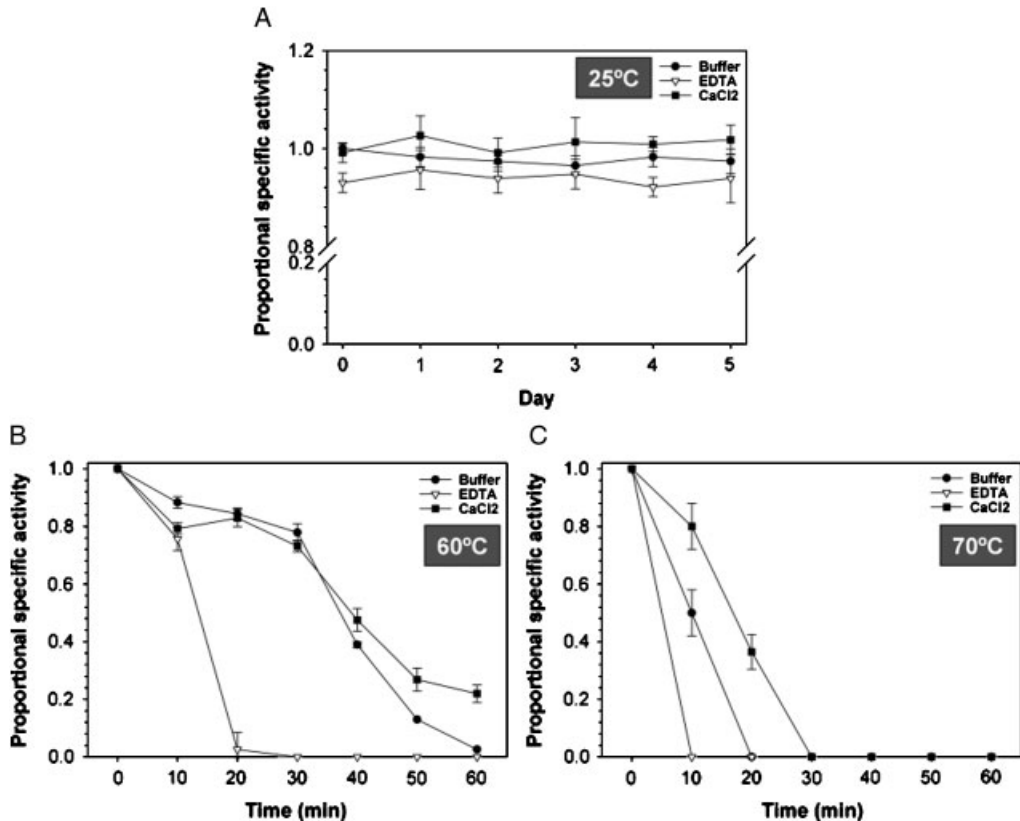 A
1.2
1.0
0.8
0.2
0.0
Proportional specific activity
25°C
Buffer
EDTA
CaCl2
0 1 2 3 4 5
Day
B
1.0
0.8
0.6
0.4
0.2
0.0
Proportional specific activity
Buffer
EDTA
CaCl2
60°C
0 10 20 30 40 50 60
Time (min)
C
1.0
0.8
0.6
0.4
0.2
0.0
Proportional specific activity
Buffer
EDTA
CaCl2
70°C
0 10 20 30 40 50 60
Time (min)